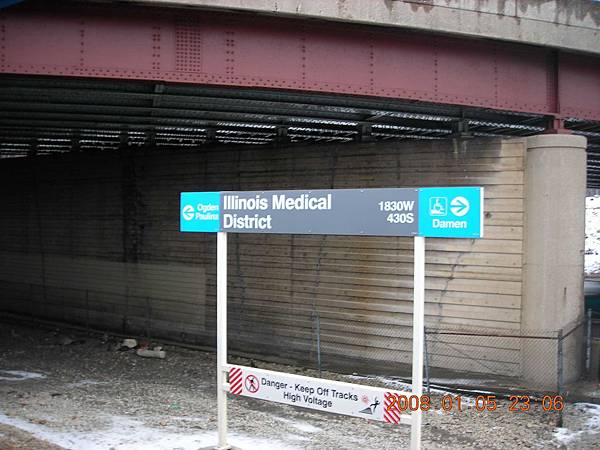 Ogden
Paulina
Illinois Medical
District
1830W
430S
Damen
Danger - Keep Off Tracks
High Voltage
2008.01.05 23:06